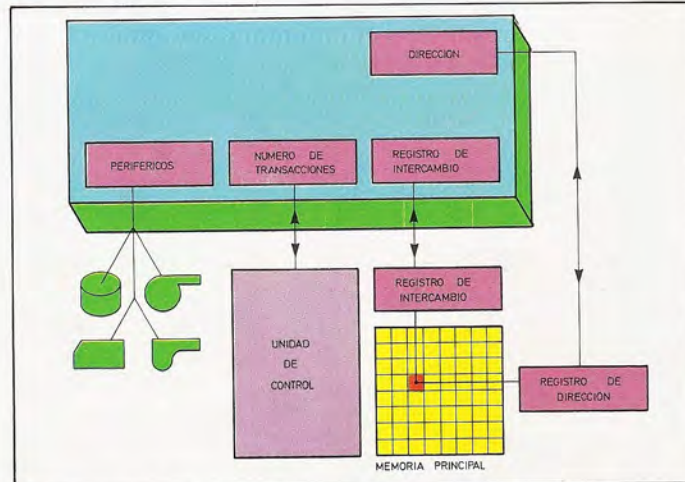 DIRECCION
PERIFERICOS
NUMERO DE
TRANSACCIONES
REGISTRO DE
INTERCAMBIO
REGISTRO DE
INTERCAMBIO
UNIDAD
DE
CONTROL
REGISTRO DE
DIRECCION
MEMORIA PRINCIPAL